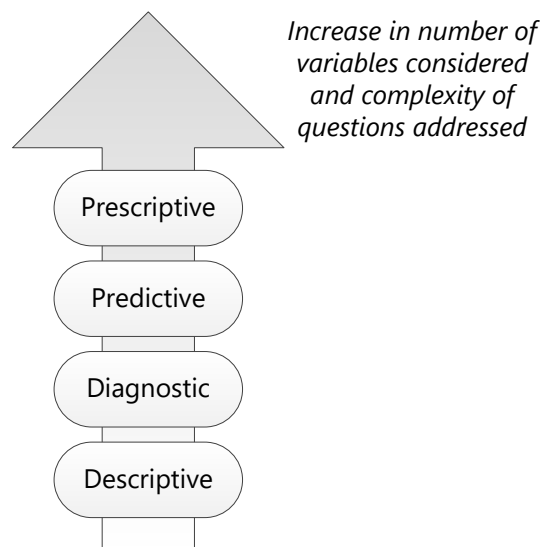 Increase in number of
variables considered
and complexity of
questions addressed
Prescriptive
Predictive
Diagnostic
Descriptive